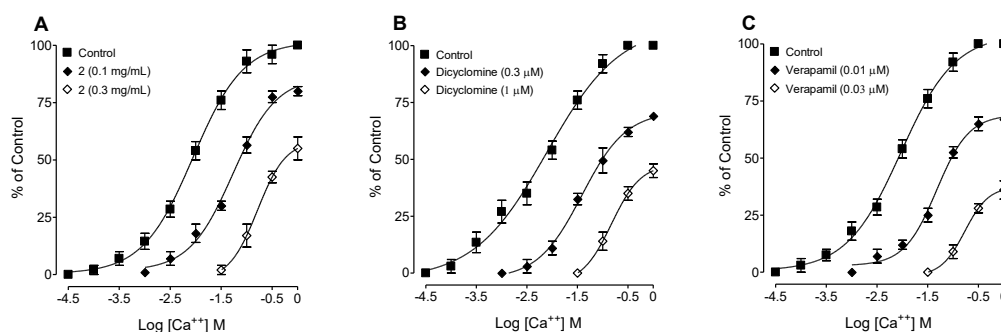 A
Control
2 (0.1 mg/mL)
2 (0.3 mg/mL)
% of Control
100
75
50
25
0
-4.5 -3.5 -2.5 -1.5 -0.5 0
Log [Ca++] M
B
Control
Dicyclomine (0.3 μM)
Dicyclomine (1 μM)
% of Control
100
75
50
25
0
-4.5 -3.5 -2.5 -1.5 -0.5 0
Log [Ca++] M
C
Control
Verapamil (0.01 μM)
Verapamil (0.03 μM)
% of Control
100
75
50
25
0
-4.5 -3.5 -2.5 -1.5 -0.5
Log [Ca++] M